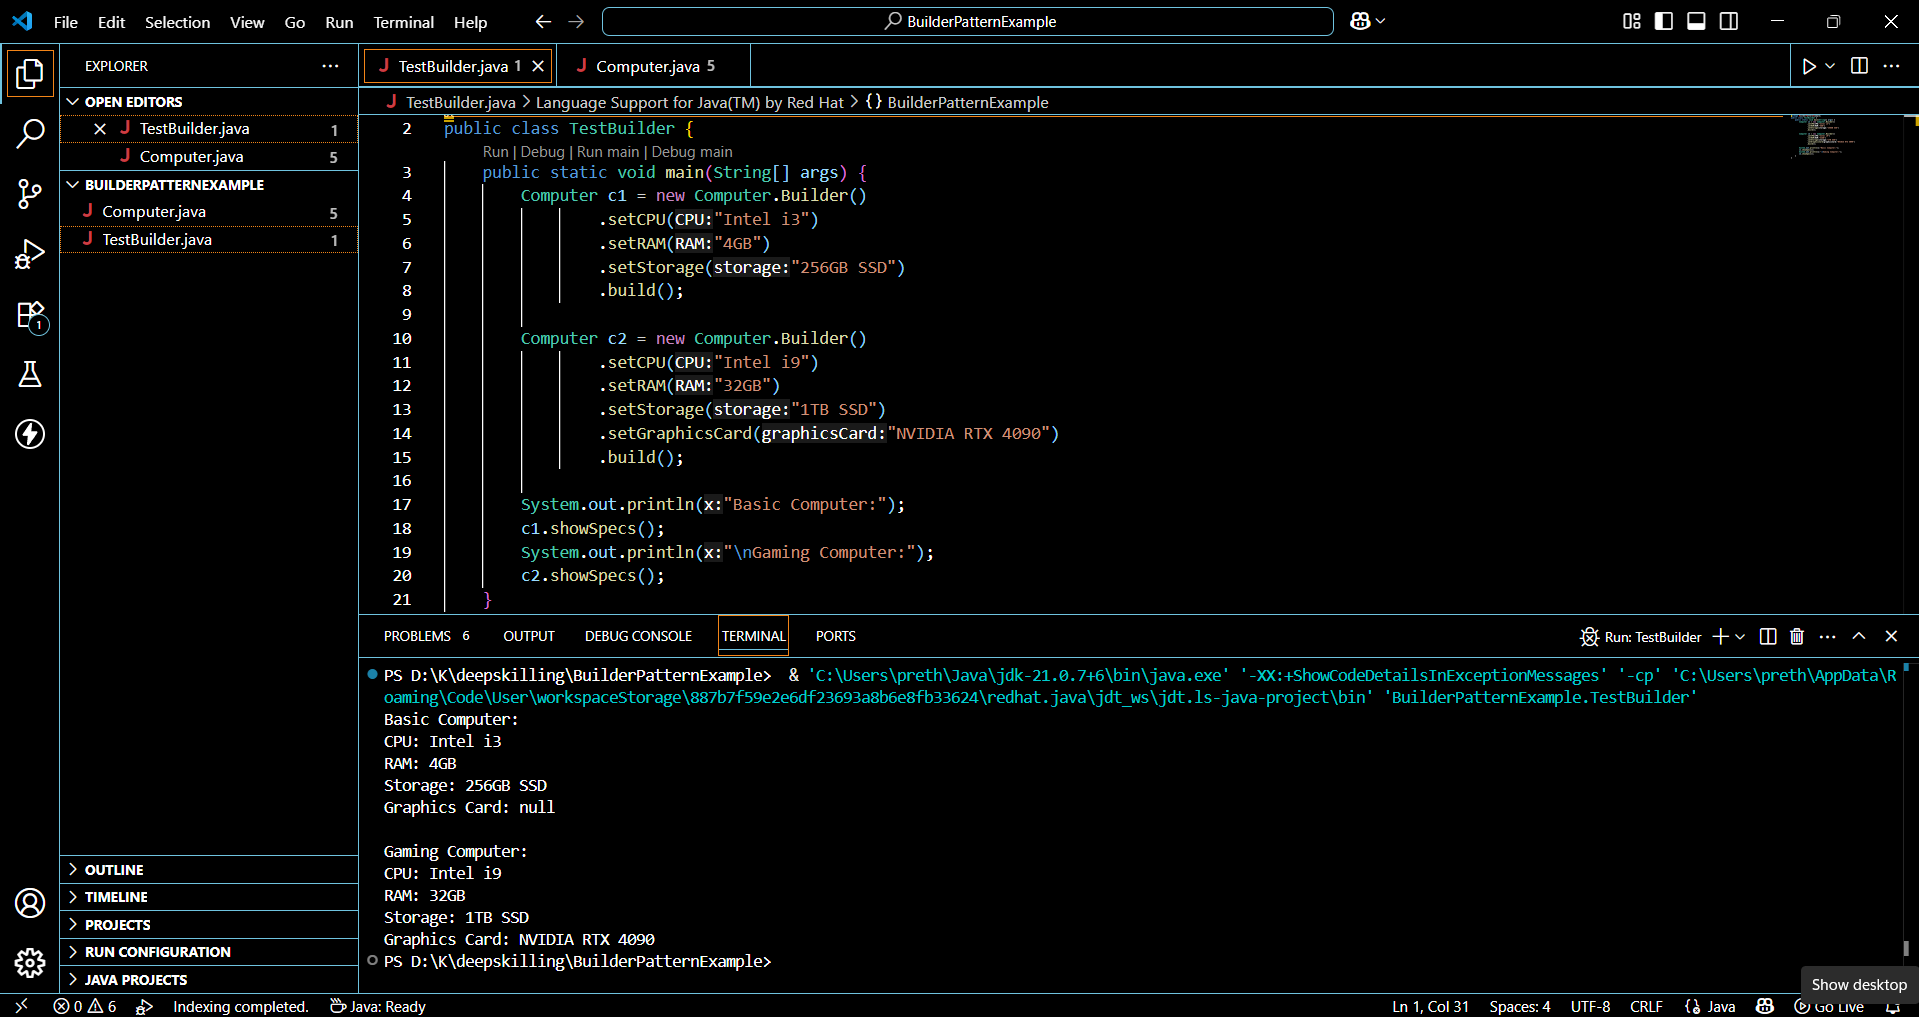 File Edit Selection View Go Run Terminal Help
BuilderPatternExample
EXPLORER
OPEN EDITORS
TestBuilder.java 1
Computer.java 5
BUILDERPATTERNEXAMPLE
Computer.java 5
TestBuilder.java 1
OUTLINE
TIMELINE
PROJECTS
RUN CONFIGURATION
JAVA PROJECTS
1
TestBuilder.java 1
Computer.java 5
TestBuilder.java > Language Support for Java(TM) by Red Hat > {} BuilderPatternExample
2 public class TestBuilder {
Run | Debug | Run main | Debug main
3 public static void main(String[] args) {
4 Computer c1 = new Computer.Builder()
5 .setCPU(CPU:"Intel i3")
6 .setRAM(RAM:"4GB")
7 .setStorage(storage:"256GB SSD")
8 .build();
9
10 Computer c2 = new Computer.Builder()
11 .setCPU(CPU:"Intel i9")
12 .setRAM(RAM:"32GB")
13 .setStorage(storage:"1TB SSD")
14 .setGraphicsCard(graphicsCard:"NVIDIA RTX 4090")
15 .build();
16
17 System.out.println(x:"Basic Computer:");
18 c1.showSpecs();
19 System.out.println(x:"\nGaming Computer:");
20 c2.showSpecs();
21 }
PROBLEMS 6 OUTPUT DEBUG CONSOLE TERMINAL PORTS
Run: TestBuilder
PS D:\K\deepskilling\BuilderPatternExample>  & 'C:\Users\preth\Java\jdk-21.0.7+6\bin\java.exe' '-XX:+ShowCodeDetailsInExceptionMessages' '-cp' 'C:\Users\preth\AppData\R
oaming\Code\User\workspaceStorage\887b7f59e2e6df23693a8b6e8fb33624\redhat.java\jdt_ws\jdt.ls-java-project\bin' 'BuilderPatternExample.TestBuilder'
Basic Computer:
CPU: Intel i3
RAM: 4GB
Storage: 256GB SSD
Graphics Card: null
Gaming Computer:
CPU: Intel i9
RAM: 32GB
Storage: 1TB SSD
Graphics Card: NVIDIA RTX 4090
PS D:\K\deepskilling\BuilderPatternExample>
Show desktop
0 6 Indexing completed. Java: Ready
Ln 1, Col 31 Spaces: 4 UTF-8 CRLF Java Go Live